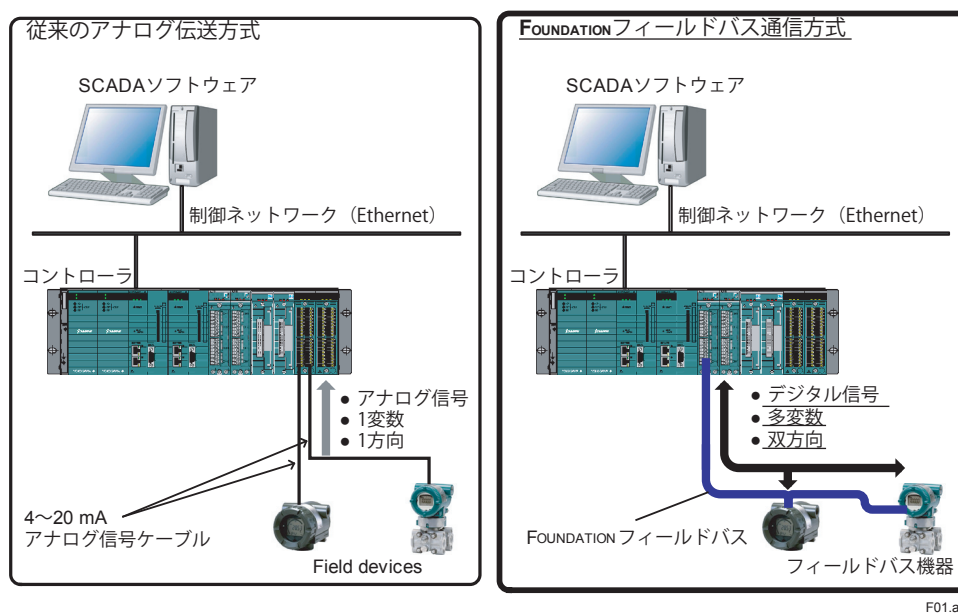 従来のアナログ伝送方式
SCADAソフトウェア
制御ネットワーク（Ethernet）
コントローラ
● アナログ信号
● 1変数
● 1方向
4～20 mA
アナログ信号ケーブル
Field devices
FOUNDATIONフィールドバス通信方式
SCADAソフトウェア
制御ネットワーク（Ethernet）
コントローラ
● デジタル信号
● 多変数
● 双方向
FOUNDATION フィールドバス
フィールドバス機器
F01.a